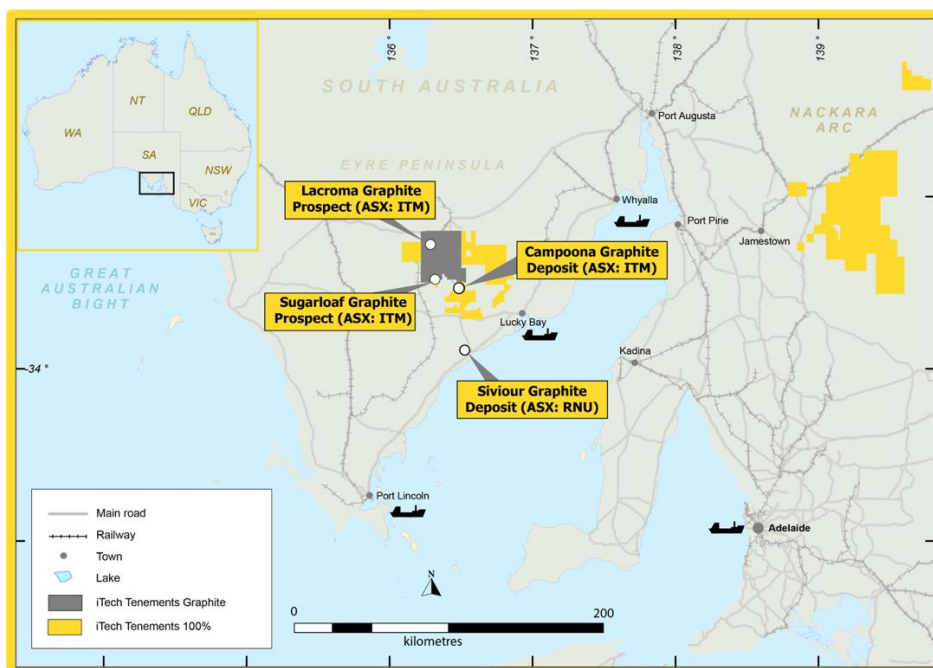 136
137
138
139
NT
QLD
WA
SA
NSW
VIC
SOUTH AUSTRALIA
NACKARA
ARC
Port Augusta
EYRE PENINSULA
Lacroma Graphite
Prospect (ASX: ITM)
Whyalla
Port Pirie
Jamestown
Campoona Graphite
Deposit (ASX: ITM)
GREAT
AUSTRALIAN
BIGHT
Sugarloaf Graphite
Prospect (ASX: ITM)
Lucky Bay
Kadina
-34 °
Siviour Graphite
Deposit (ASX: RNU)
Port Lincoln
Adelaide
Main road
Railway
Town
Lake
iTech Tenements Graphite
iTech Tenements 100%
N
0
200
kilometres